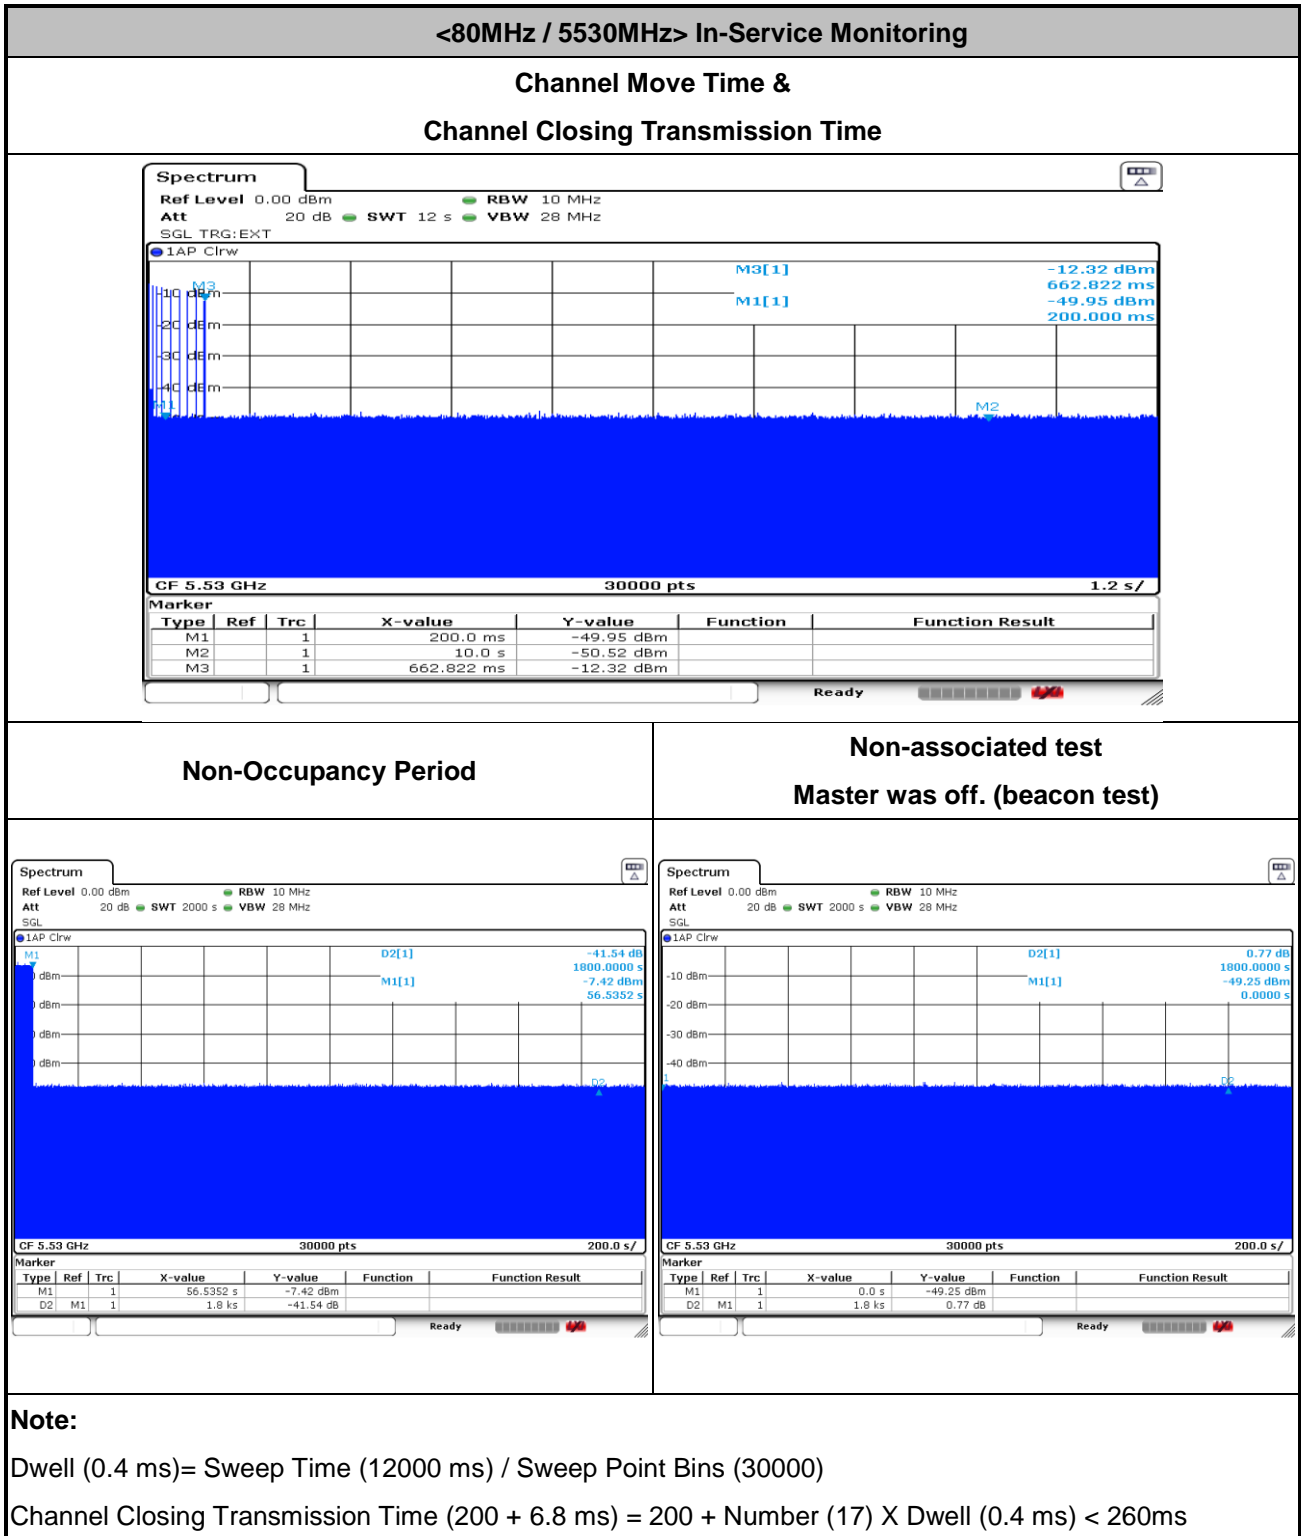 <80MHz / 5530MHz> In-Service Monitoring
Channel Move Time &
Channel Closing Transmission Time
Spectrum
Ref Level 0.00 dBm RBW 10 MHz
Att 20 dB SWT 12 s VBW 28 MHz
SGL TRG:EXT
1AP Clrw
M3[1] -12.32 dBm
662.822 ms
M1[1] -49.95 dBm
200.000 ms
M3
-10 dBm
-20 dBm
-30 dBm
-40 dBm
M1
M2
CF 5.53 GHz 30000 pts 1.2 s/
Marker
Type Ref Trc X-value Y-value Function Function Result
M1 1 200.0 ms -49.95 dBm
M2 1 10.0 s -50.52 dBm
M3 1 662.822 ms -12.32 dBm
Ready
Non-Occupancy Period
Non-associated test
Master was off. (beacon test)
Spectrum
Ref Level 0.00 dBm RBW 10 MHz
Att 20 dB SWT 2000 s VBW 28 MHz
SGL
1AP Clrw
M1
D2[1] -41.54 dB
1800.0000 s
M1[1] -7.42 dBm
56.5352 s
dBm
dBm
dBm
dBm
D2
CF 5.53 GHz 30000 pts 200.0 s/
Marker
Type Ref Trc X-value Y-value Function Function Result
M1 1 56.5352 s -7.42 dBm
D2 M1 1 1.8 ks -41.54 dB
Ready
Spectrum
Ref Level 0.00 dBm RBW 10 MHz
Att 20 dB SWT 2000 s VBW 28 MHz
SGL
1AP Clrw
D2[1] 0.77 dB
1800.0000 s
M1[1] -49.25 dBm
0.0000 s
-10 dBm
-20 dBm
-30 dBm
-40 dBm
1
D2
CF 5.53 GHz 30000 pts 200.0 s/
Marker
Type Ref Trc X-value Y-value Function Function Result
M1 1 0.0 s -49.25 dBm
D2 M1 1 1.8 ks 0.77 dB
Ready
Note:
Dwell (0.4 ms)= Sweep Time (12000 ms) / Sweep Point Bins (30000)
Channel Closing Transmission Time (200 + 6.8 ms) = 200 + Number (17) X Dwell (0.4 ms) < 260ms